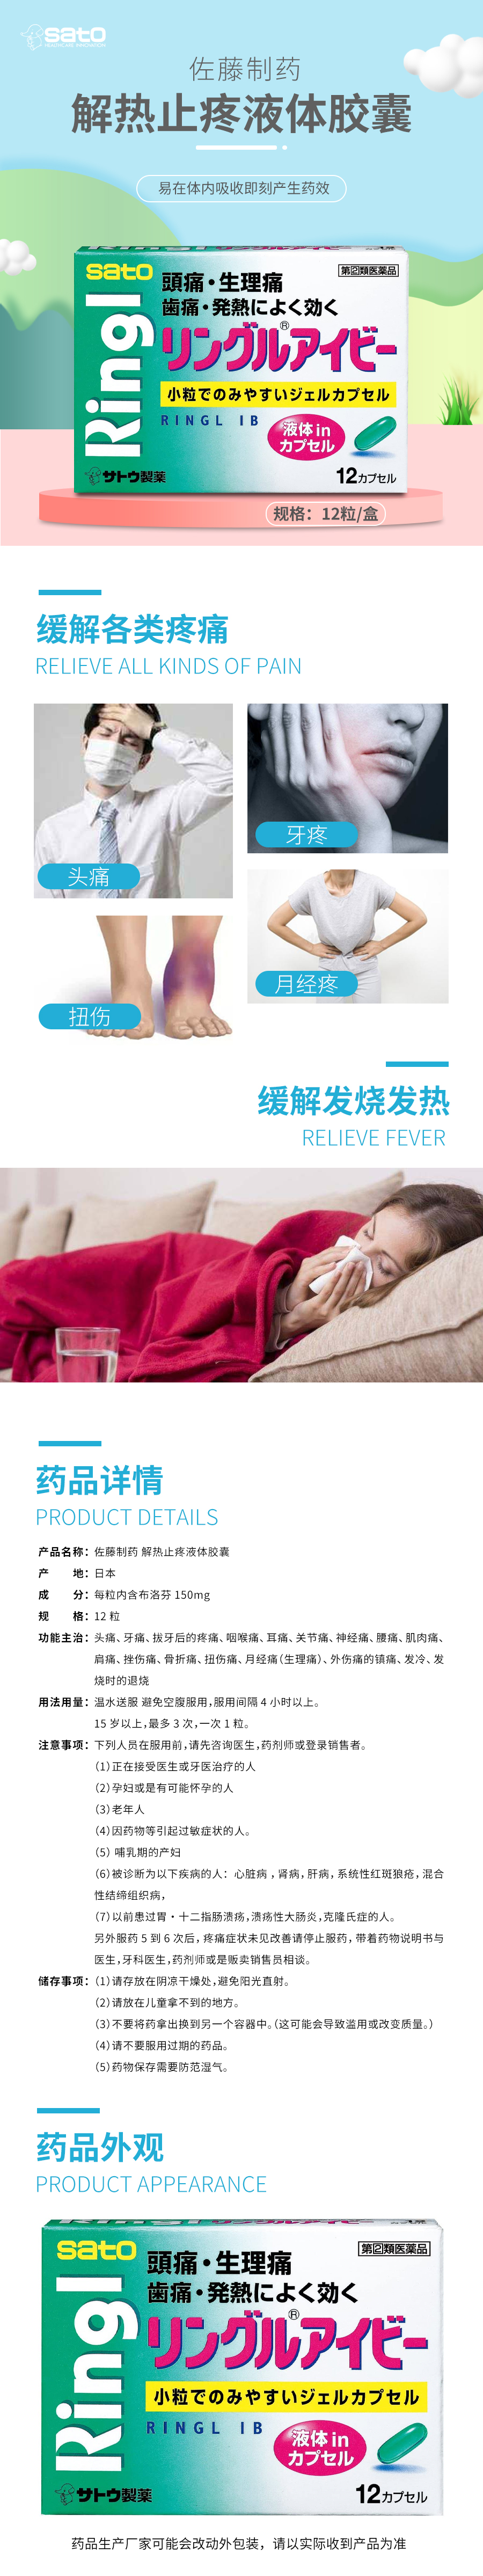 sato
HEALTHCARE INNOVATION
佐藤制药
解热止疼液体胶囊
易在体内吸收即刻产生药效
sato
Ringl
頭痛・生理痛
指定②類医薬品
歯痛・発熱によく効く
リングルアイビー®
小粒でのみやすいジェルカプセル
RINGL IB
液体in
カプセル
サトウ製薬
12カプセル
规格：12粒/盒
缓解各类疼痛
RELIEVE ALL KINDS OF PAIN
头痛
牙疼
扭伤
月经疼
缓解发烧发热
RELIEVE FEVER
药品详情
PRODUCT DETAILS
产品名称：佐藤制药 解热止疼液体胶囊
产 地：日本
成 分：每粒内含布洛芬 150mg
规 格：12 粒
功能主治：头痛、牙痛、拔牙后的疼痛、咽喉痛、耳痛、关节痛、神经痛、腰痛、肌肉痛、
肩痛、挫伤痛、骨折痛、扭伤痛、月经痛（生理痛）、外伤痛的镇痛、发冷、发
烧时的退烧
用法用量：温水送服 避免空腹服用，服用间隔 4 小时以上。
15 岁以上，最多 3 次，一次 1 粒。
注意事项：下列人员在服用前，请先咨询医生，药剂师或登录销售者。
（1）正在接受医生或牙医治疗的人
（2）孕妇或是有可能怀孕的人
（3）老年人
（4）因药物等引起过敏症状的人。
（5） 哺乳期的产妇
（6）被诊断为以下疾病的人： 心脏病 ，肾病，肝病，系统性红斑狼疮，混合
性结缔组织病，
（7）以前患过胃・十二指肠溃疡，溃疡性大肠炎，克隆氏症的人。
另外服药 5 到 6 次后，疼痛症状未见改善请停止服药，带着药物说明书与
医生，牙科医生，药剂师或是贩卖销售员相谈。
储存事项：（1）请存放在阴凉干燥处，避免阳光直射。
（2）请放在儿童拿不到的地方。
（3）不要将药拿出换到另一个容器中。（这可能会导致滥用或改变质量。）
（4）请不要服用过期的药品。
（5）药物保存需要防范湿气。
药品外观
PRODUCT APPEARANCE
sato
Ringl
頭痛・生理痛
第②類医薬品
歯痛・発熱によく効く
リングルアイビー®
小粒でのみやすいジェルカプセル
RINGL IB
液体in
カプセル
サトウ製薬
12カプセル
药品生产厂家可能会改动外包装，请以实际收到产品为准